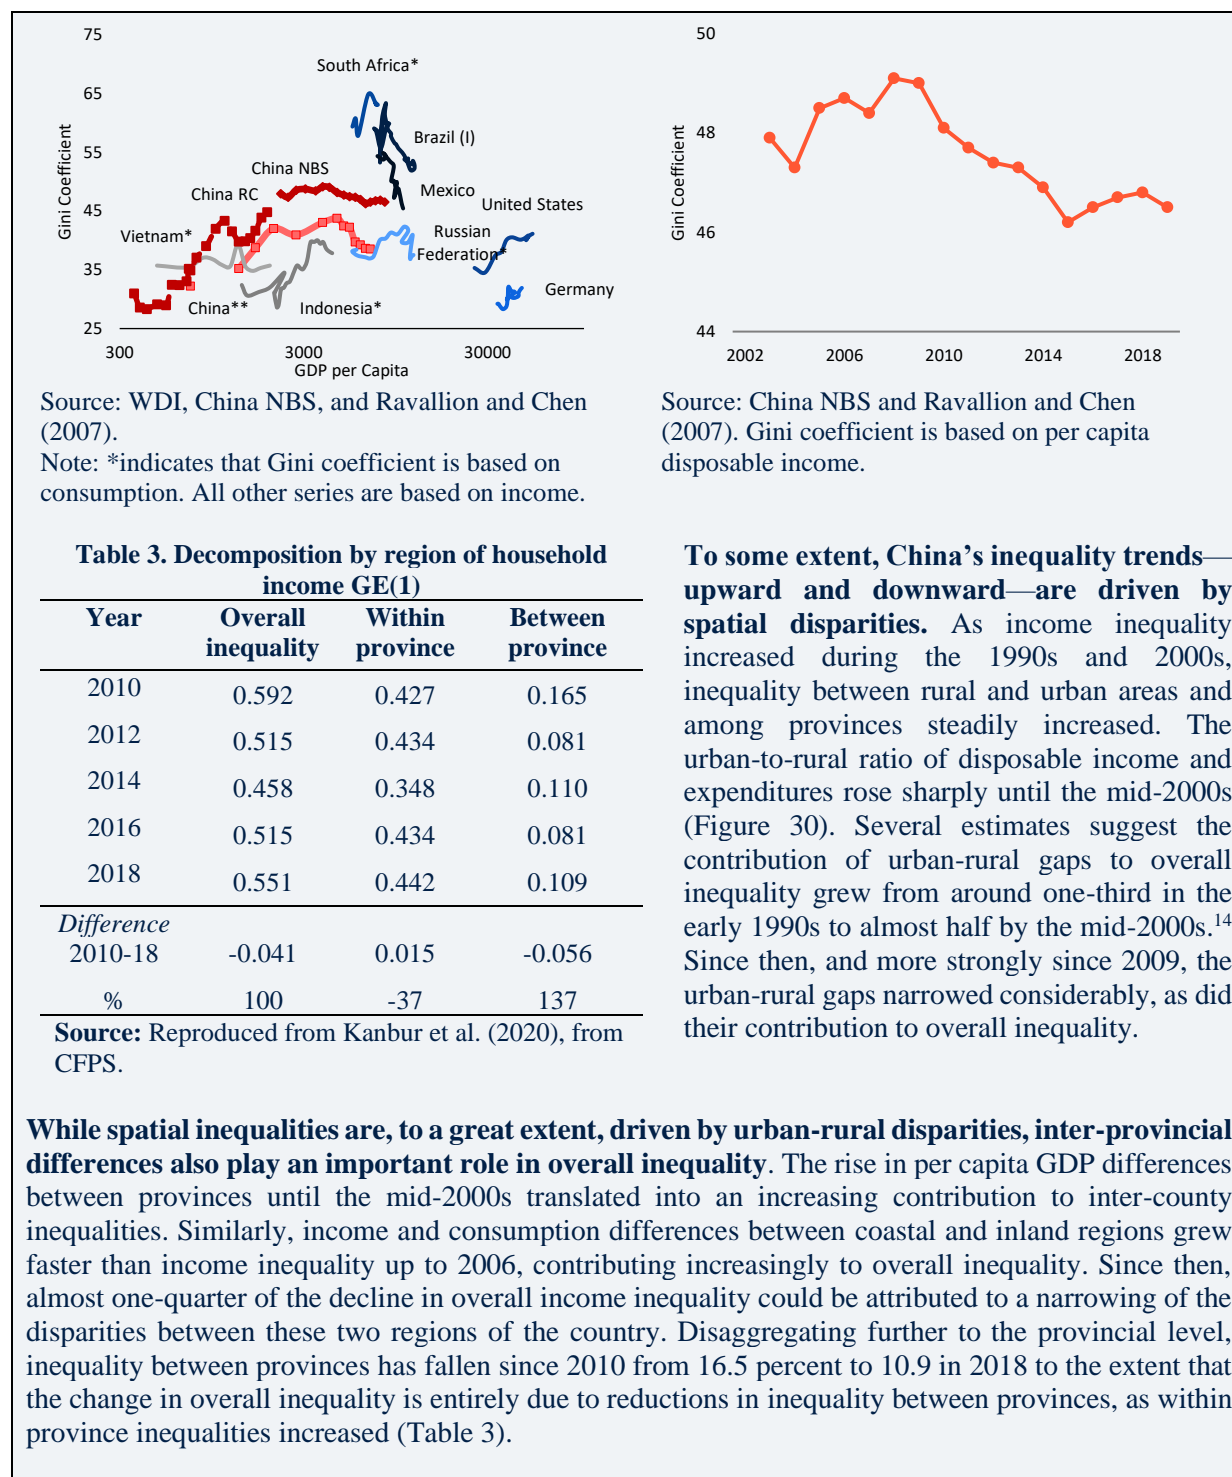 75
65
55
45
35
25
Gini Coefficient
South Africa*
Brazil (I)
China NBS
China RC
Mexico
United States
Vietnam*
Russian
Federation*
China**
Indonesia*
Germany
300
3000
30000
GDP per Capita
50
48
46
44
Gini Coefficient
2002
2006
2010
2014
2018
Source: WDI, China NBS, and Ravallion and Chen
(2007).
Note: *indicates that Gini coefficient is based on
consumption. All other series are based on income.
Source: China NBS and Ravallion and Chen
(2007). Gini coefficient is based on per capita
disposable income.
Table 3. Decomposition by region of household
income GE(1)
Year Overall Within Between
inequality province province
2010 0.592 0.427 0.165
2012 0.515 0.434 0.081
2014 0.458 0.348 0.110
2016 0.515 0.434 0.081
2018 0.551 0.442 0.109
Difference
2010-18 -0.041 0.015 -0.056
% 100 -37 137
Source: Reproduced from Kanbur et al. (2020), from
CFPS.
To some extent, China’s inequality trends—
upward and downward—are driven by
spatial disparities. As income inequality
increased during the 1990s and 2000s,
inequality between rural and urban areas and
among provinces steadily increased. The
urban-to-rural ratio of disposable income and
expenditures rose sharply until the mid-2000s
(Figure 30). Several estimates suggest the
contribution of urban-rural gaps to overall
inequality grew from around one-third in the
early 1990s to almost half by the mid-2000s.14
Since then, and more strongly since 2009, the
urban-rural gaps narrowed considerably, as did
their contribution to overall inequality.
While spatial inequalities are, to a great extent, driven by urban-rural disparities, inter-provincial
differences also play an important role in overall inequality. The rise in per capita GDP differences
between provinces until the mid-2000s translated into an increasing contribution to inter-county
inequalities. Similarly, income and consumption differences between coastal and inland regions grew
faster than income inequality up to 2006, contributing increasingly to overall inequality. Since then,
almost one-quarter of the decline in overall income inequality could be attributed to a narrowing of the
disparities between these two regions of the country. Disaggregating further to the provincial level,
inequality between provinces has fallen since 2010 from 16.5 percent to 10.9 in 2018 to the extent that
the change in overall inequality is entirely due to reductions in inequality between provinces, as within
province inequalities increased (Table 3).